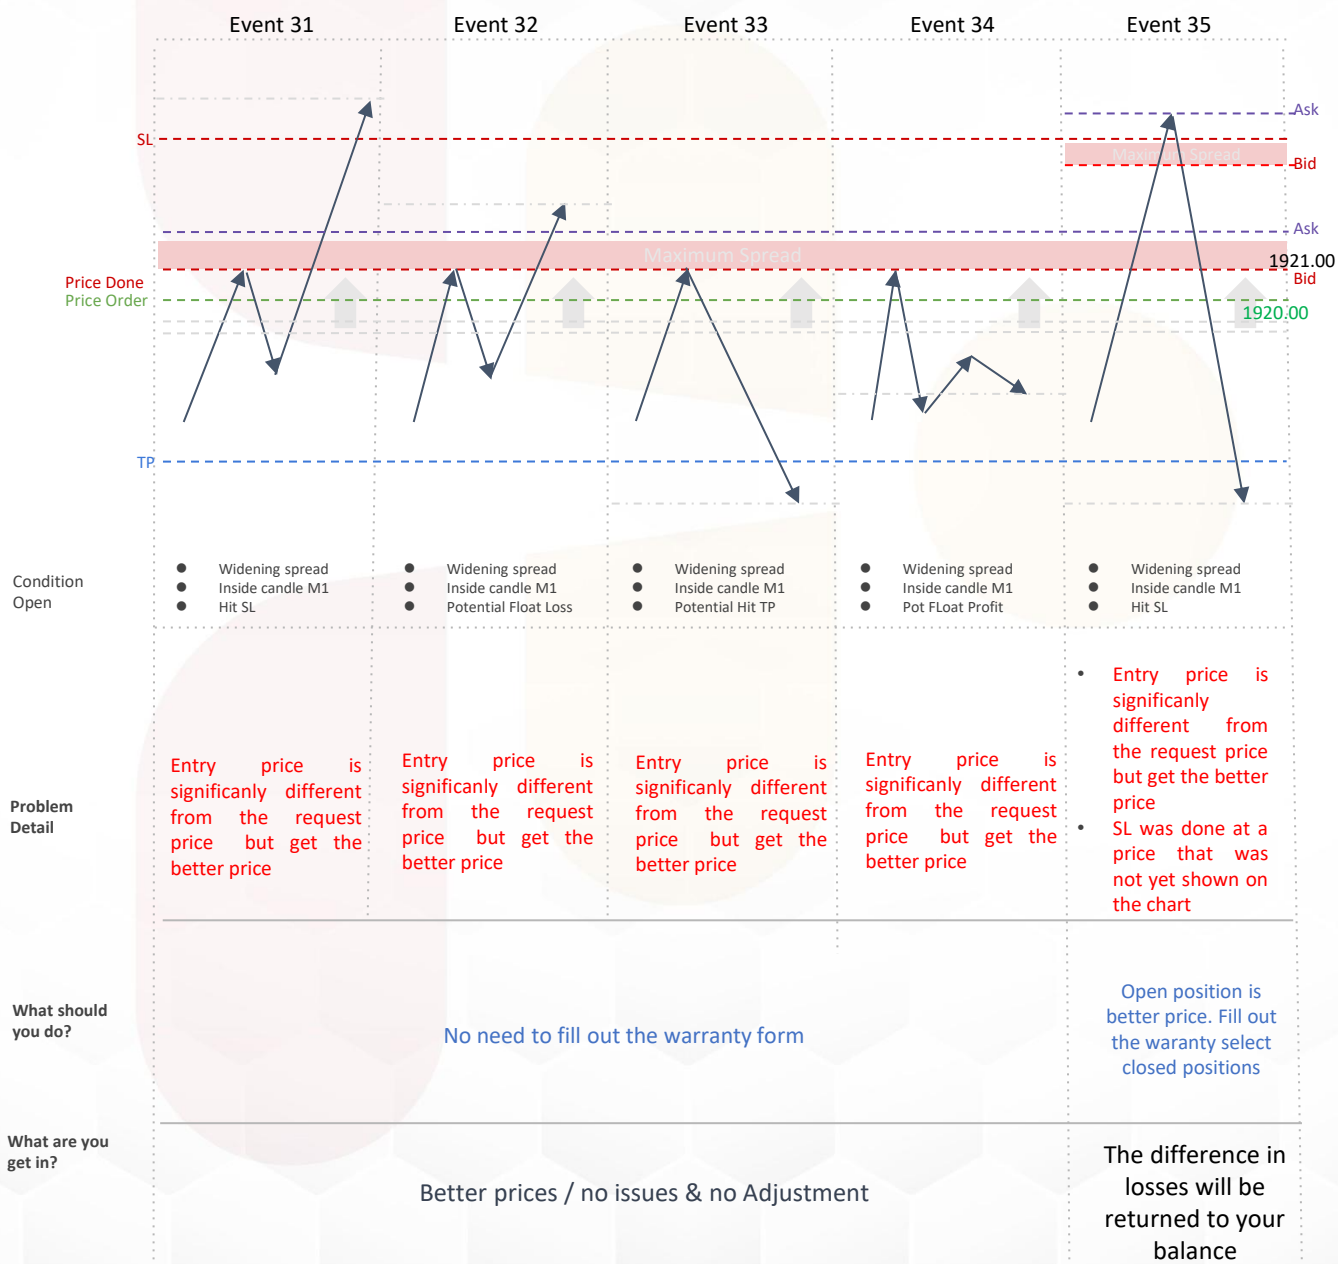 Event 31
Event 32
Event 33
Event 34
Event 35
Ask
SL
Maximum Spread
Bid
Ask
Maximum Spread
1921.00
Price Done
Bid
Price Order
1920.00
TP
Condition
Open
● Widening spread
● Inside candle M1
● Hit SL
● Widening spread
● Inside candle M1
● Potential Float Loss
● Widening spread
● Inside candle M1
● Potential Hit TP
● Widening spread
● Inside candle M1
● Pot FLoat Profit
● Widening spread
● Inside candle M1
● Hit SL
Problem
Detail
Entry price is
significanly different
from the request
price but get the
better price
Entry price is
significanly different
from the request
price but get the
better price
Entry price is
significanly different
from the request
price but get the
better price
Entry price is
significanly different
from the request
price but get the
better price
• Entry price is
significanly
different from
the request price
but get the better
price
• SL was done at a
price that was
not yet shown on
the chart
What should
you do?
No need to fill out the warranty form
Open position is
better price. Fill out
the waranty select
closed positions
What are you
get in?
Better prices / no issues & no Adjustment
The difference in
losses will be
returned to your
balance